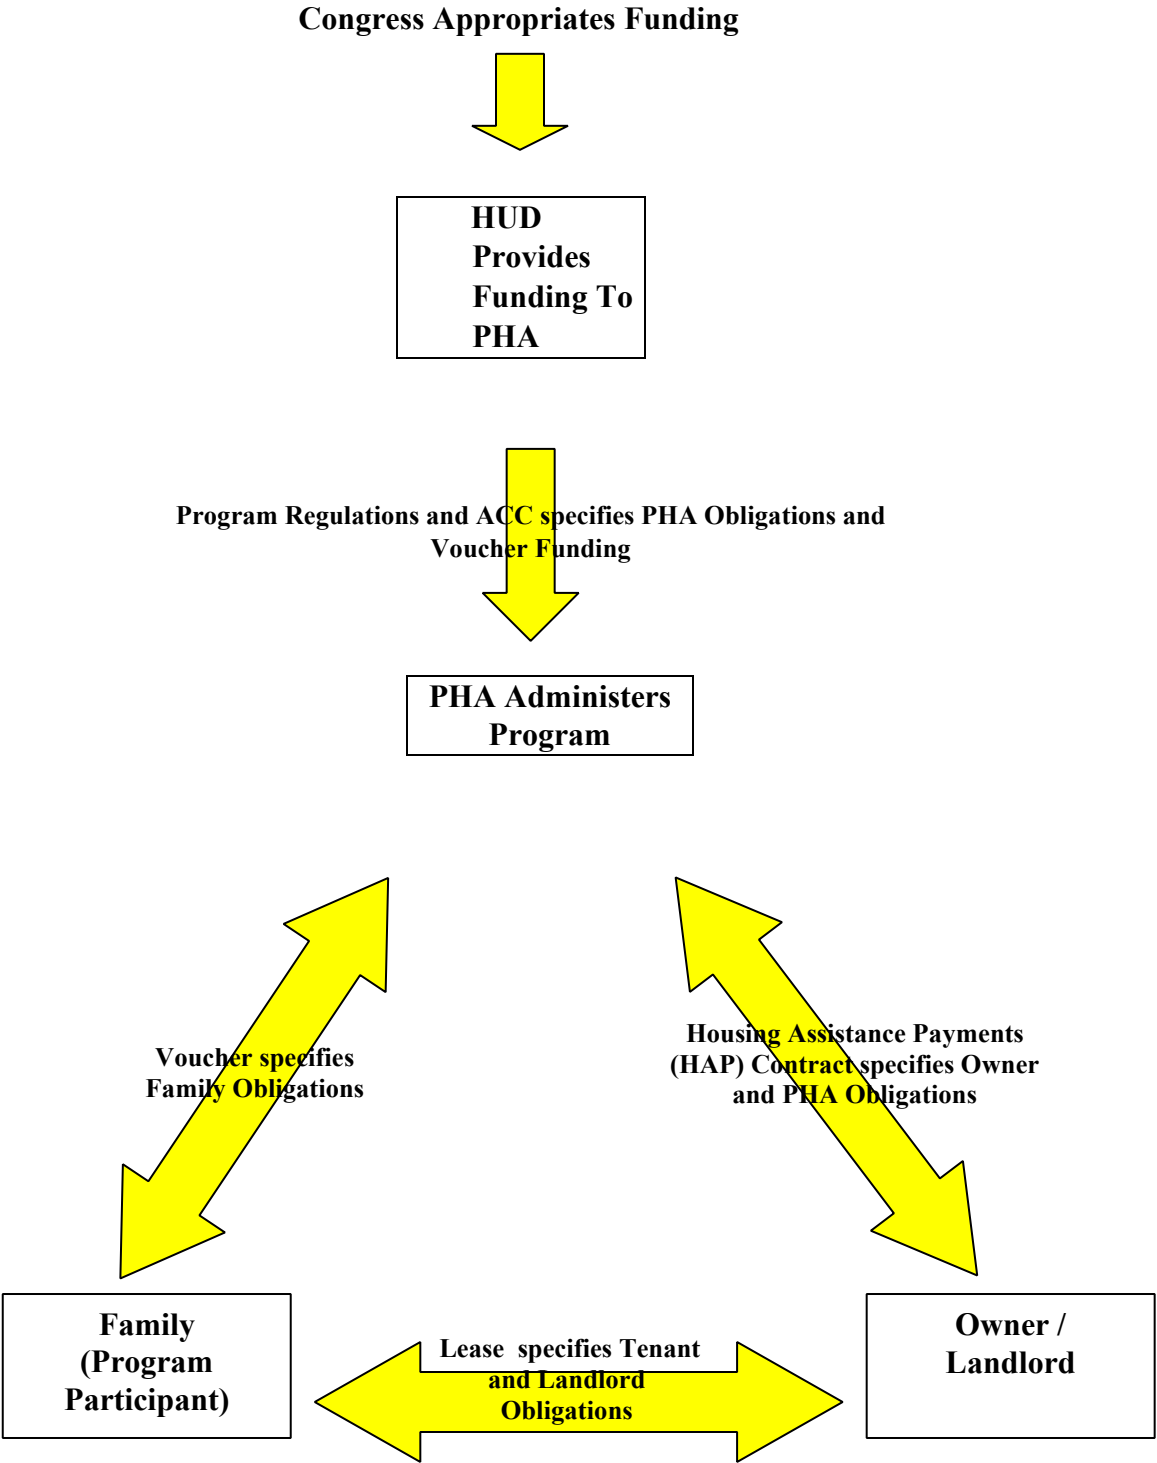 Congress Appropriates Funding
HUD
Provides
Funding To
PHA
Program Regulations and ACC specifies PHA Obligations and
Voucher Funding
PHA Administers
Program
Voucher specifies
Family Obligations
Housing Assistance Payments
(HAP) Contract specifies Owner
and PHA Obligations
Family
(Program
Participant)
Lease specifies Tenant
and Landlord
Obligations
Owner /
Landlord